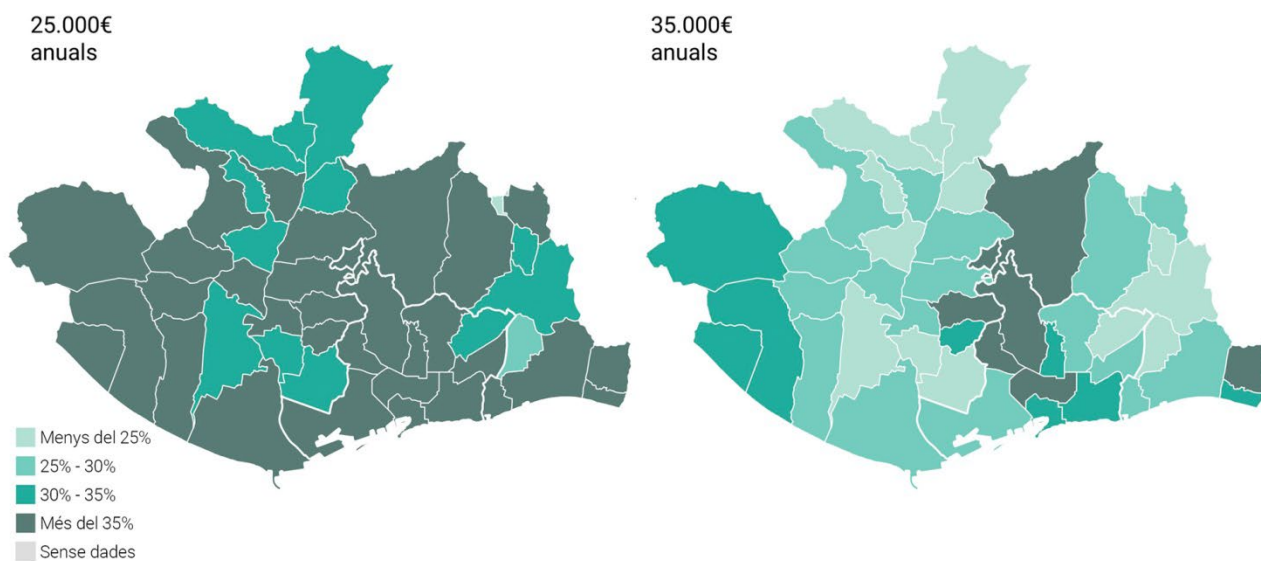 25.000€
anuals
35.000€
anuals
Menys del 25%
25% - 30%
30% - 35%
Més del 35%
Sense dades